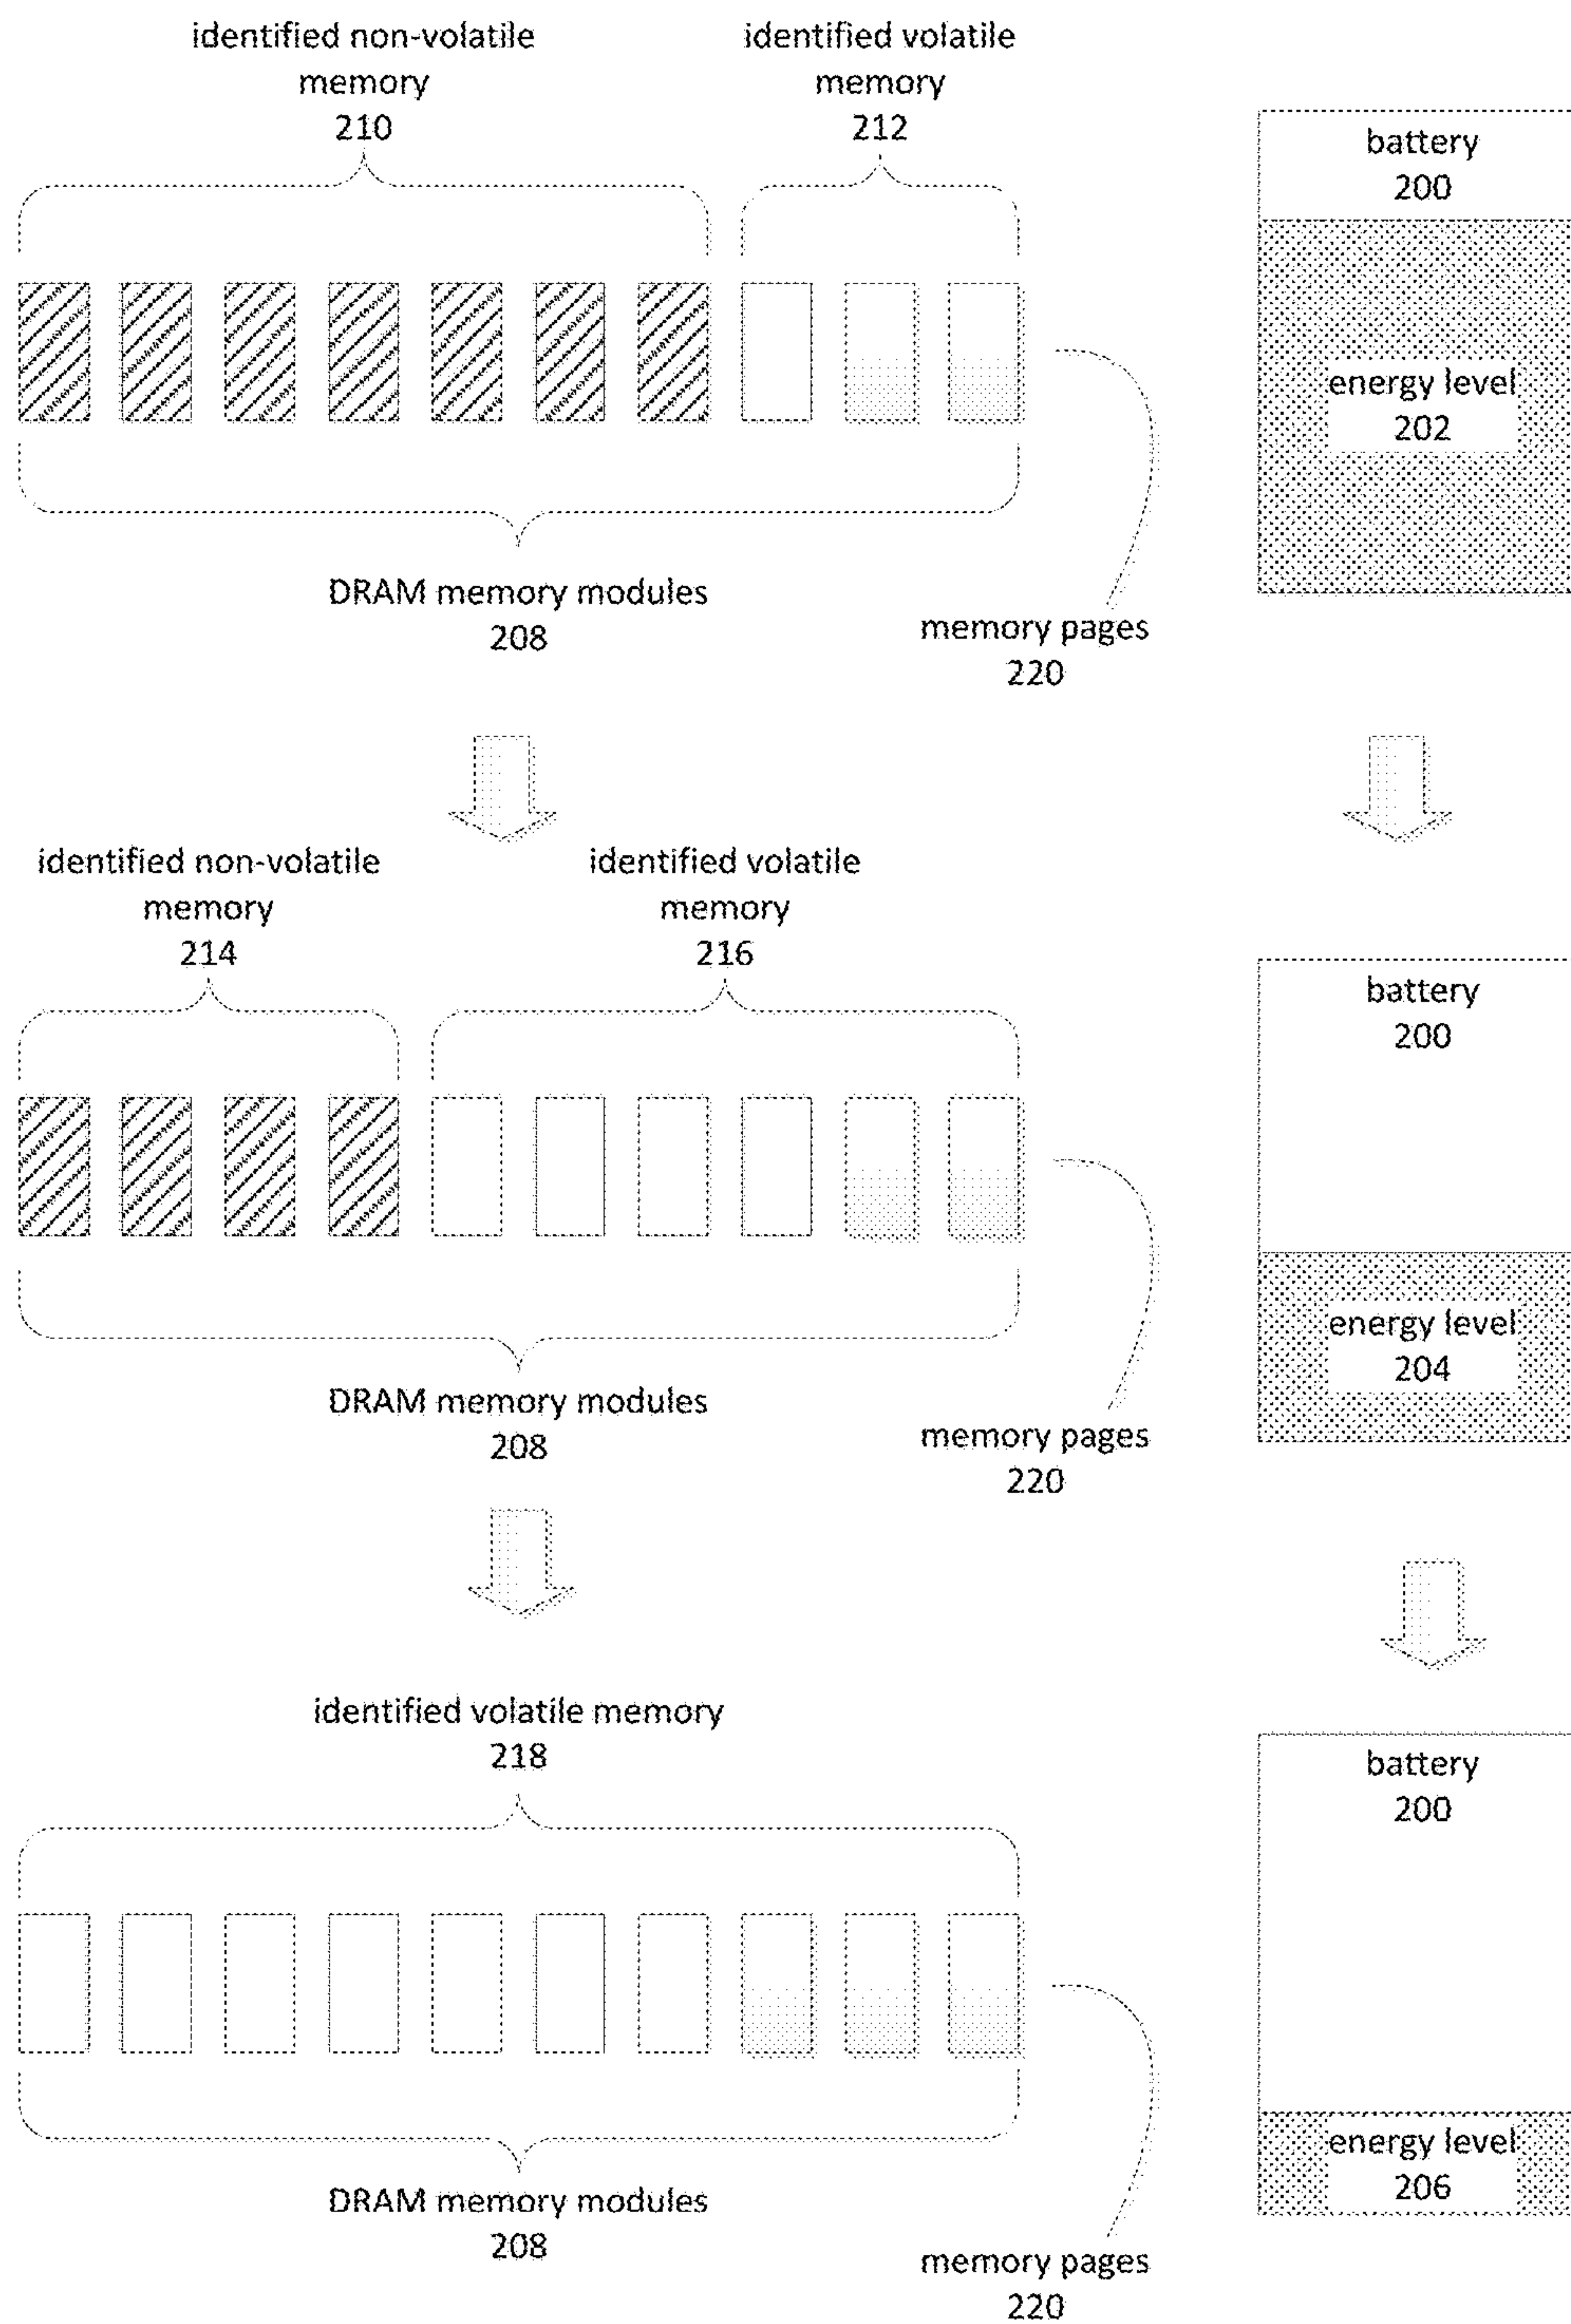 identified non-volatile
memory
210
identified volatile
memory
212
battery
200
energy level
202
DRAM memory modules
208
memory pages
220
identified non-volatile
memory
214
identified volatile
memory
216
battery
200
energy level
204
DRAM memory modules
208
memory pages
220
identified volatile memory
218
battery
200
energy level
206
DRAM memory modules
208
memory pages
220